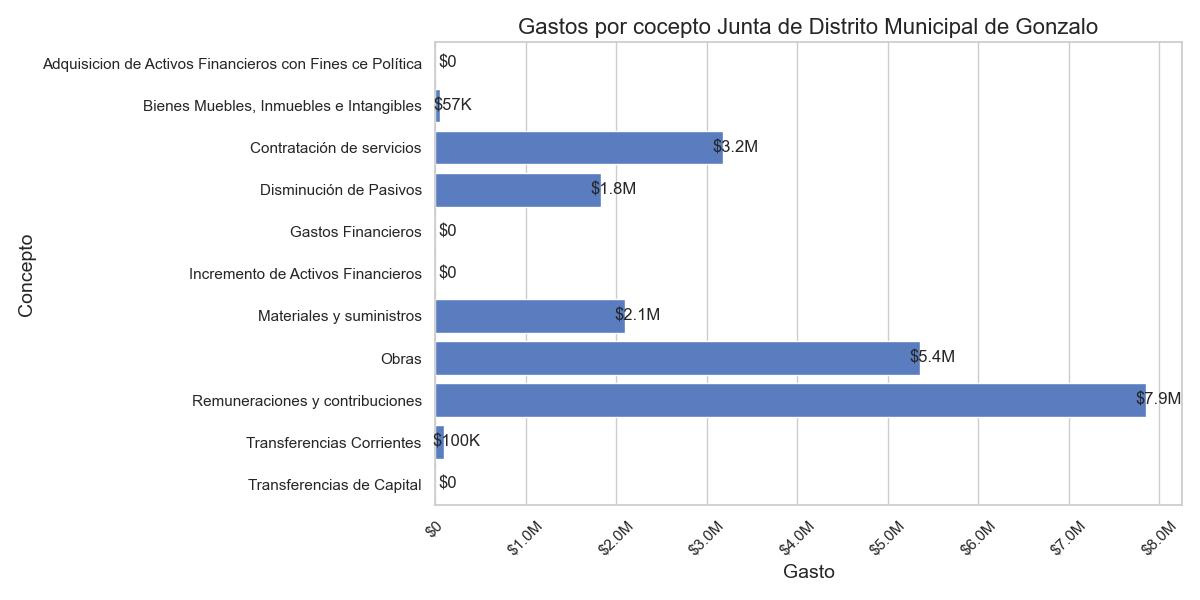 Gastos por cocepto Junta de Distrito Municipal de Gonzalo
Concepto
Adquisicion de Activos Financieros con Fines ce Política $0
Bienes Muebles, Inmuebles e Intangibles $57K
Contratación de servicios $3.2M
Disminución de Pasivos $1.8M
Gastos Financieros $0
Incremento de Activos Financieros $0
Materiales y suministros $2.1M
Obras $5.4M
Remuneraciones y contribuciones $7.9M
Transferencias Corrientes $100K
Transferencias de Capital $0
$0 $1.0M $2.0M $3.0M $4.0M $5.0M $6.0M $7.0M $8.0M
Gasto